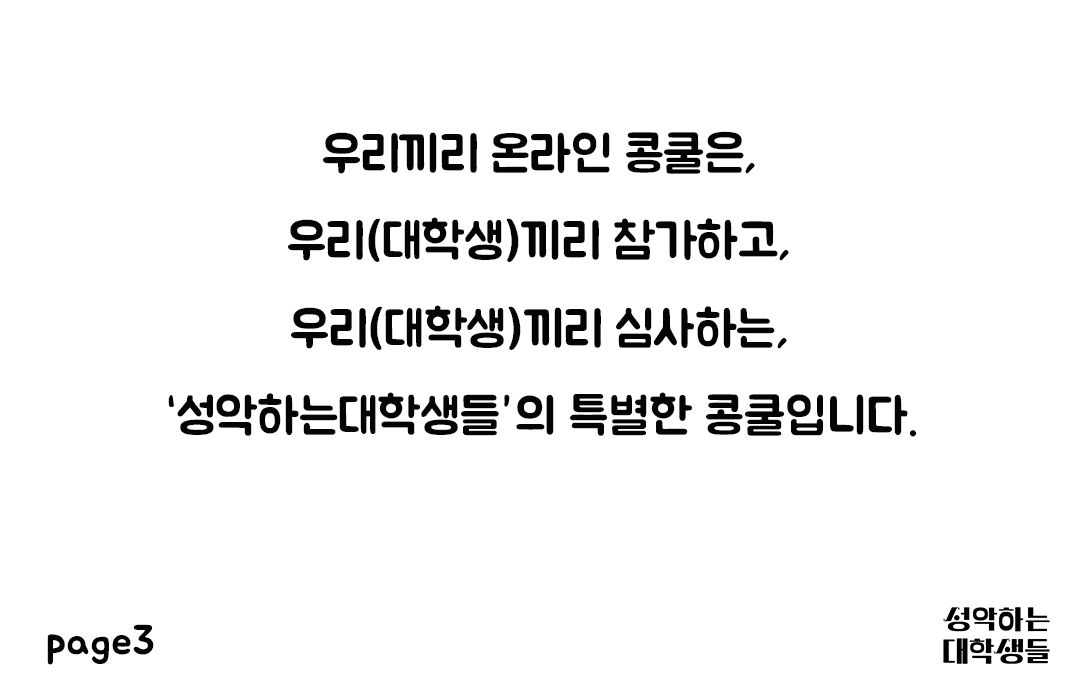 우리끼리 온라인 콩쿨은,
우리(대학생)끼리 참가하고,
우리(대학생)끼리 심사하는,
‘성악하는대학생들’의 특별한 콩쿨입니다.
page3
성악하는
대학생들